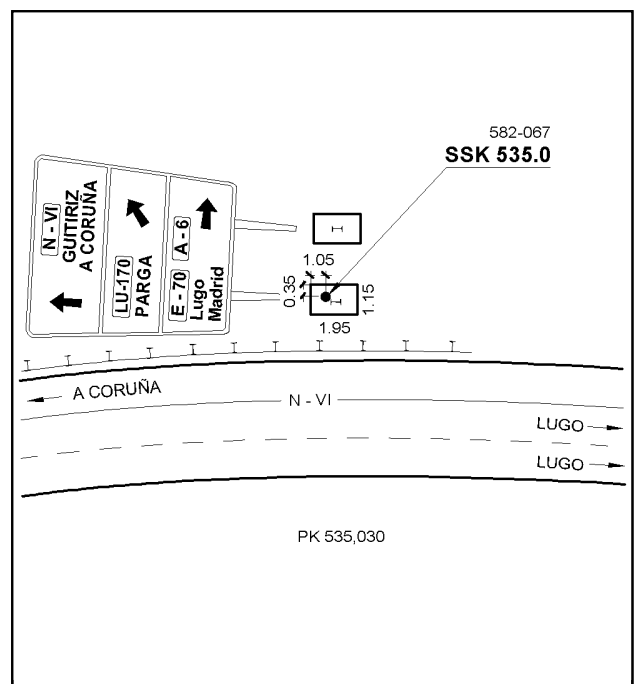 582-067
SSK 535.0
N - VI
GUITIRIZ
A CORUÑA
LU-170
PARGA
E - 70 A - 6
Lugo
Madrid
1.05
0.35
1.15
1.95
A CORUÑA
N - VI
LUGO
LUGO
PK 535,030